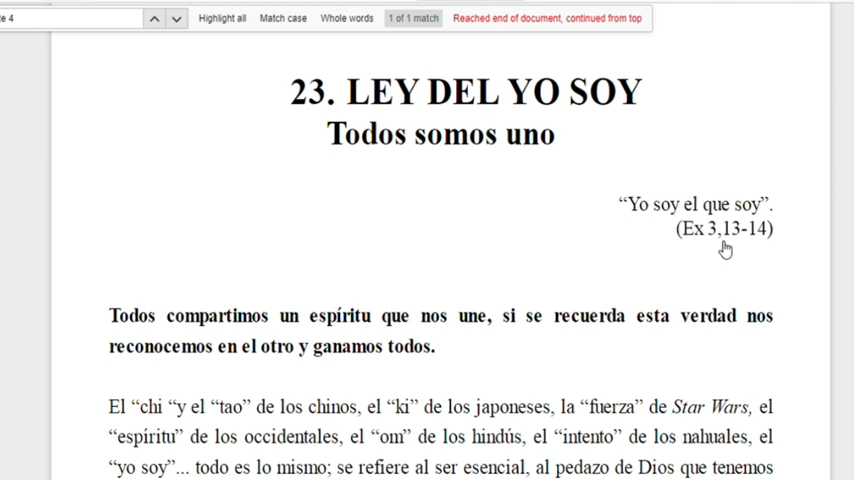 e 4 Highlight all Match case Whole words 1 of 1 match Reached end of document, continued from top
23. LEY DEL YO SOY
Todos somos uno
“Yo soy el que soy”.
(Ex 3,13-14)
Todos compartimos un espíritu que nos une, si se recuerda esta verdad nos
reconocemos en el otro y ganamos todos.
El “chi “y el “tao” de los chinos, el “ki” de los japoneses, la “fuerza” de Star Wars, el
“espíritu” de los occidentales, el “om” de los hindús, el “intento” de los nahuales, el
“yo soy”... todo es lo mismo; se refiere al ser esencial, al pedazo de Dios que tenemos